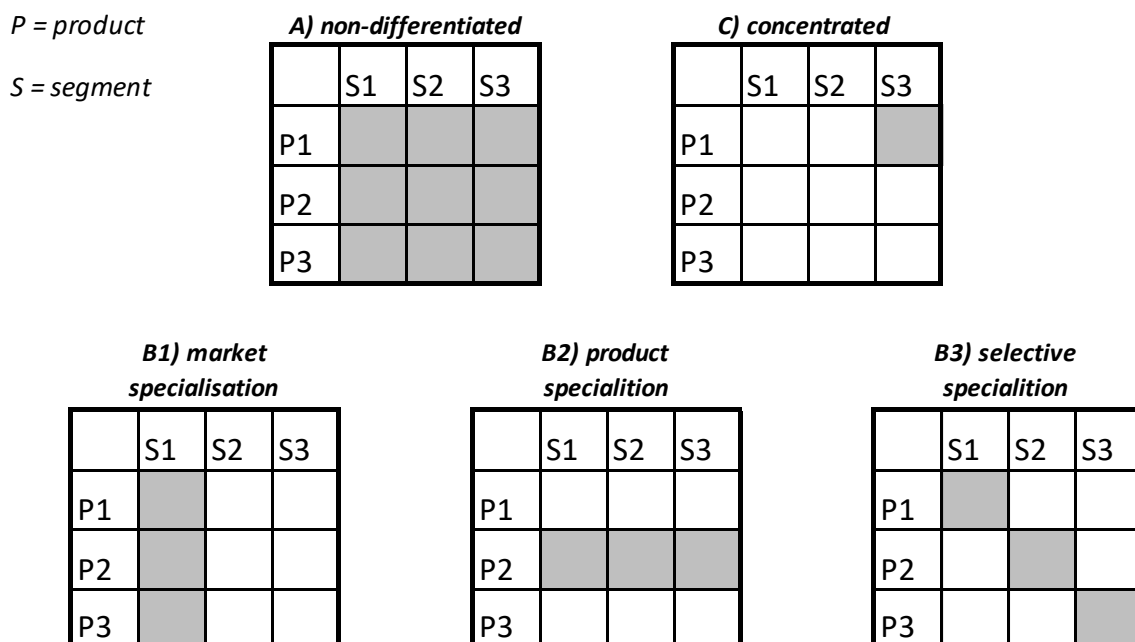 P = product
S = segment
A) non-differentiated
S1 S2 S3
P1
P2
P3
C) concentrated
S1 S2 S3
P1
P2
P3
B1) market
specialisation
S1 S2 S3
P1
P2
P3
B2) product
specialition
S1 S2 S3
P1
P2
P3
B3) selective
specialition
S1 S2 S3
P1
P2
P3